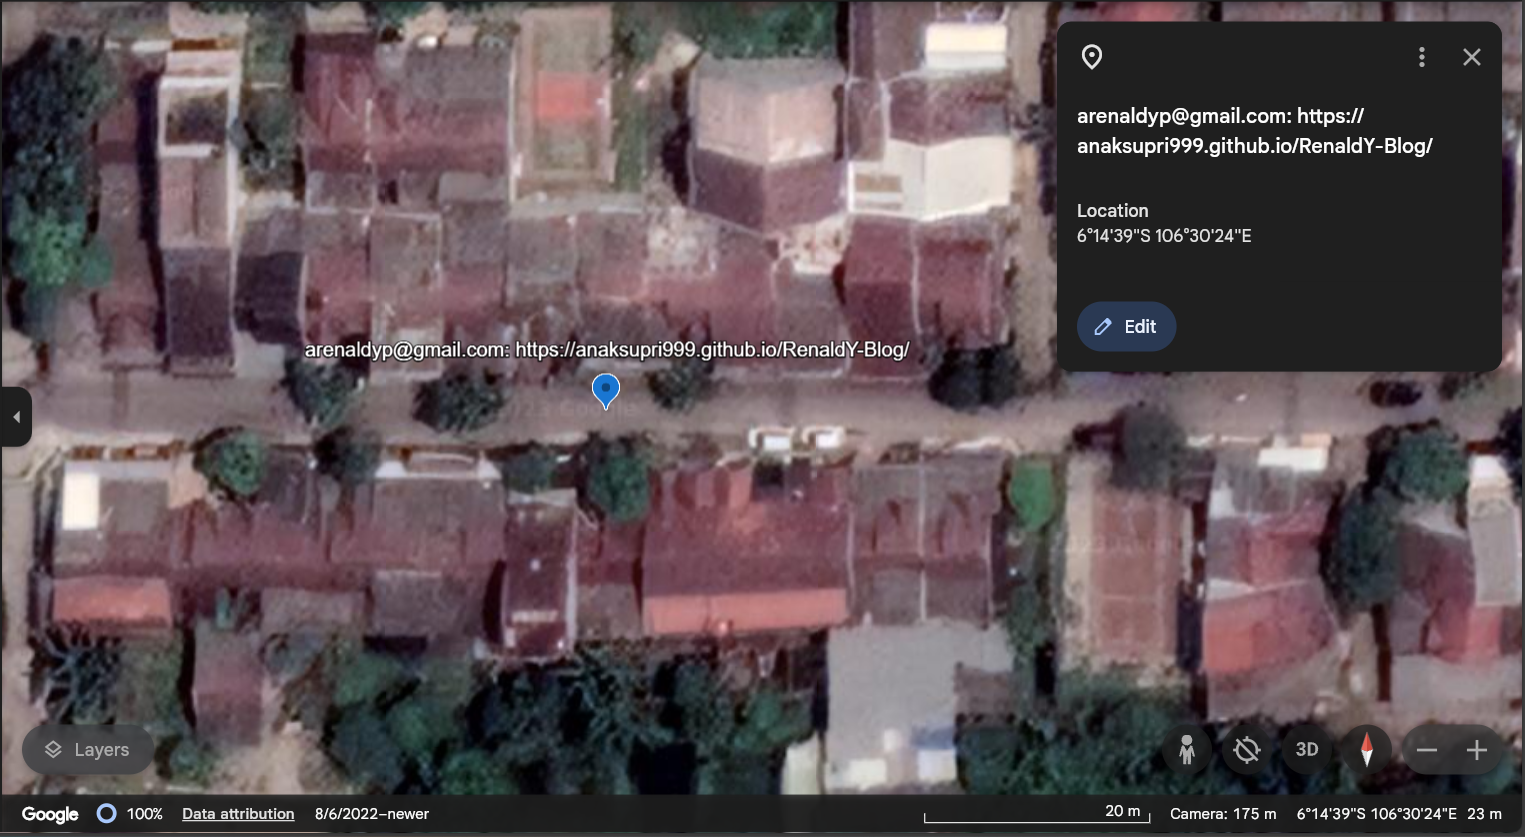 arenaldyp@gmail.com: https://
anaksupri999.github.io/RenaldY-Blog/
Location
6°14'39"S 106°30'24"E
Edit
arenaldyp@gmail.com: https://anaksupri999.github.io/RenaldY-Blog/
Layers
3D
Google
100%
Data attribution
8/6/2022–newer
20 m
Camera: 175 m
6°14'39"S 106°30'24"E
23 m